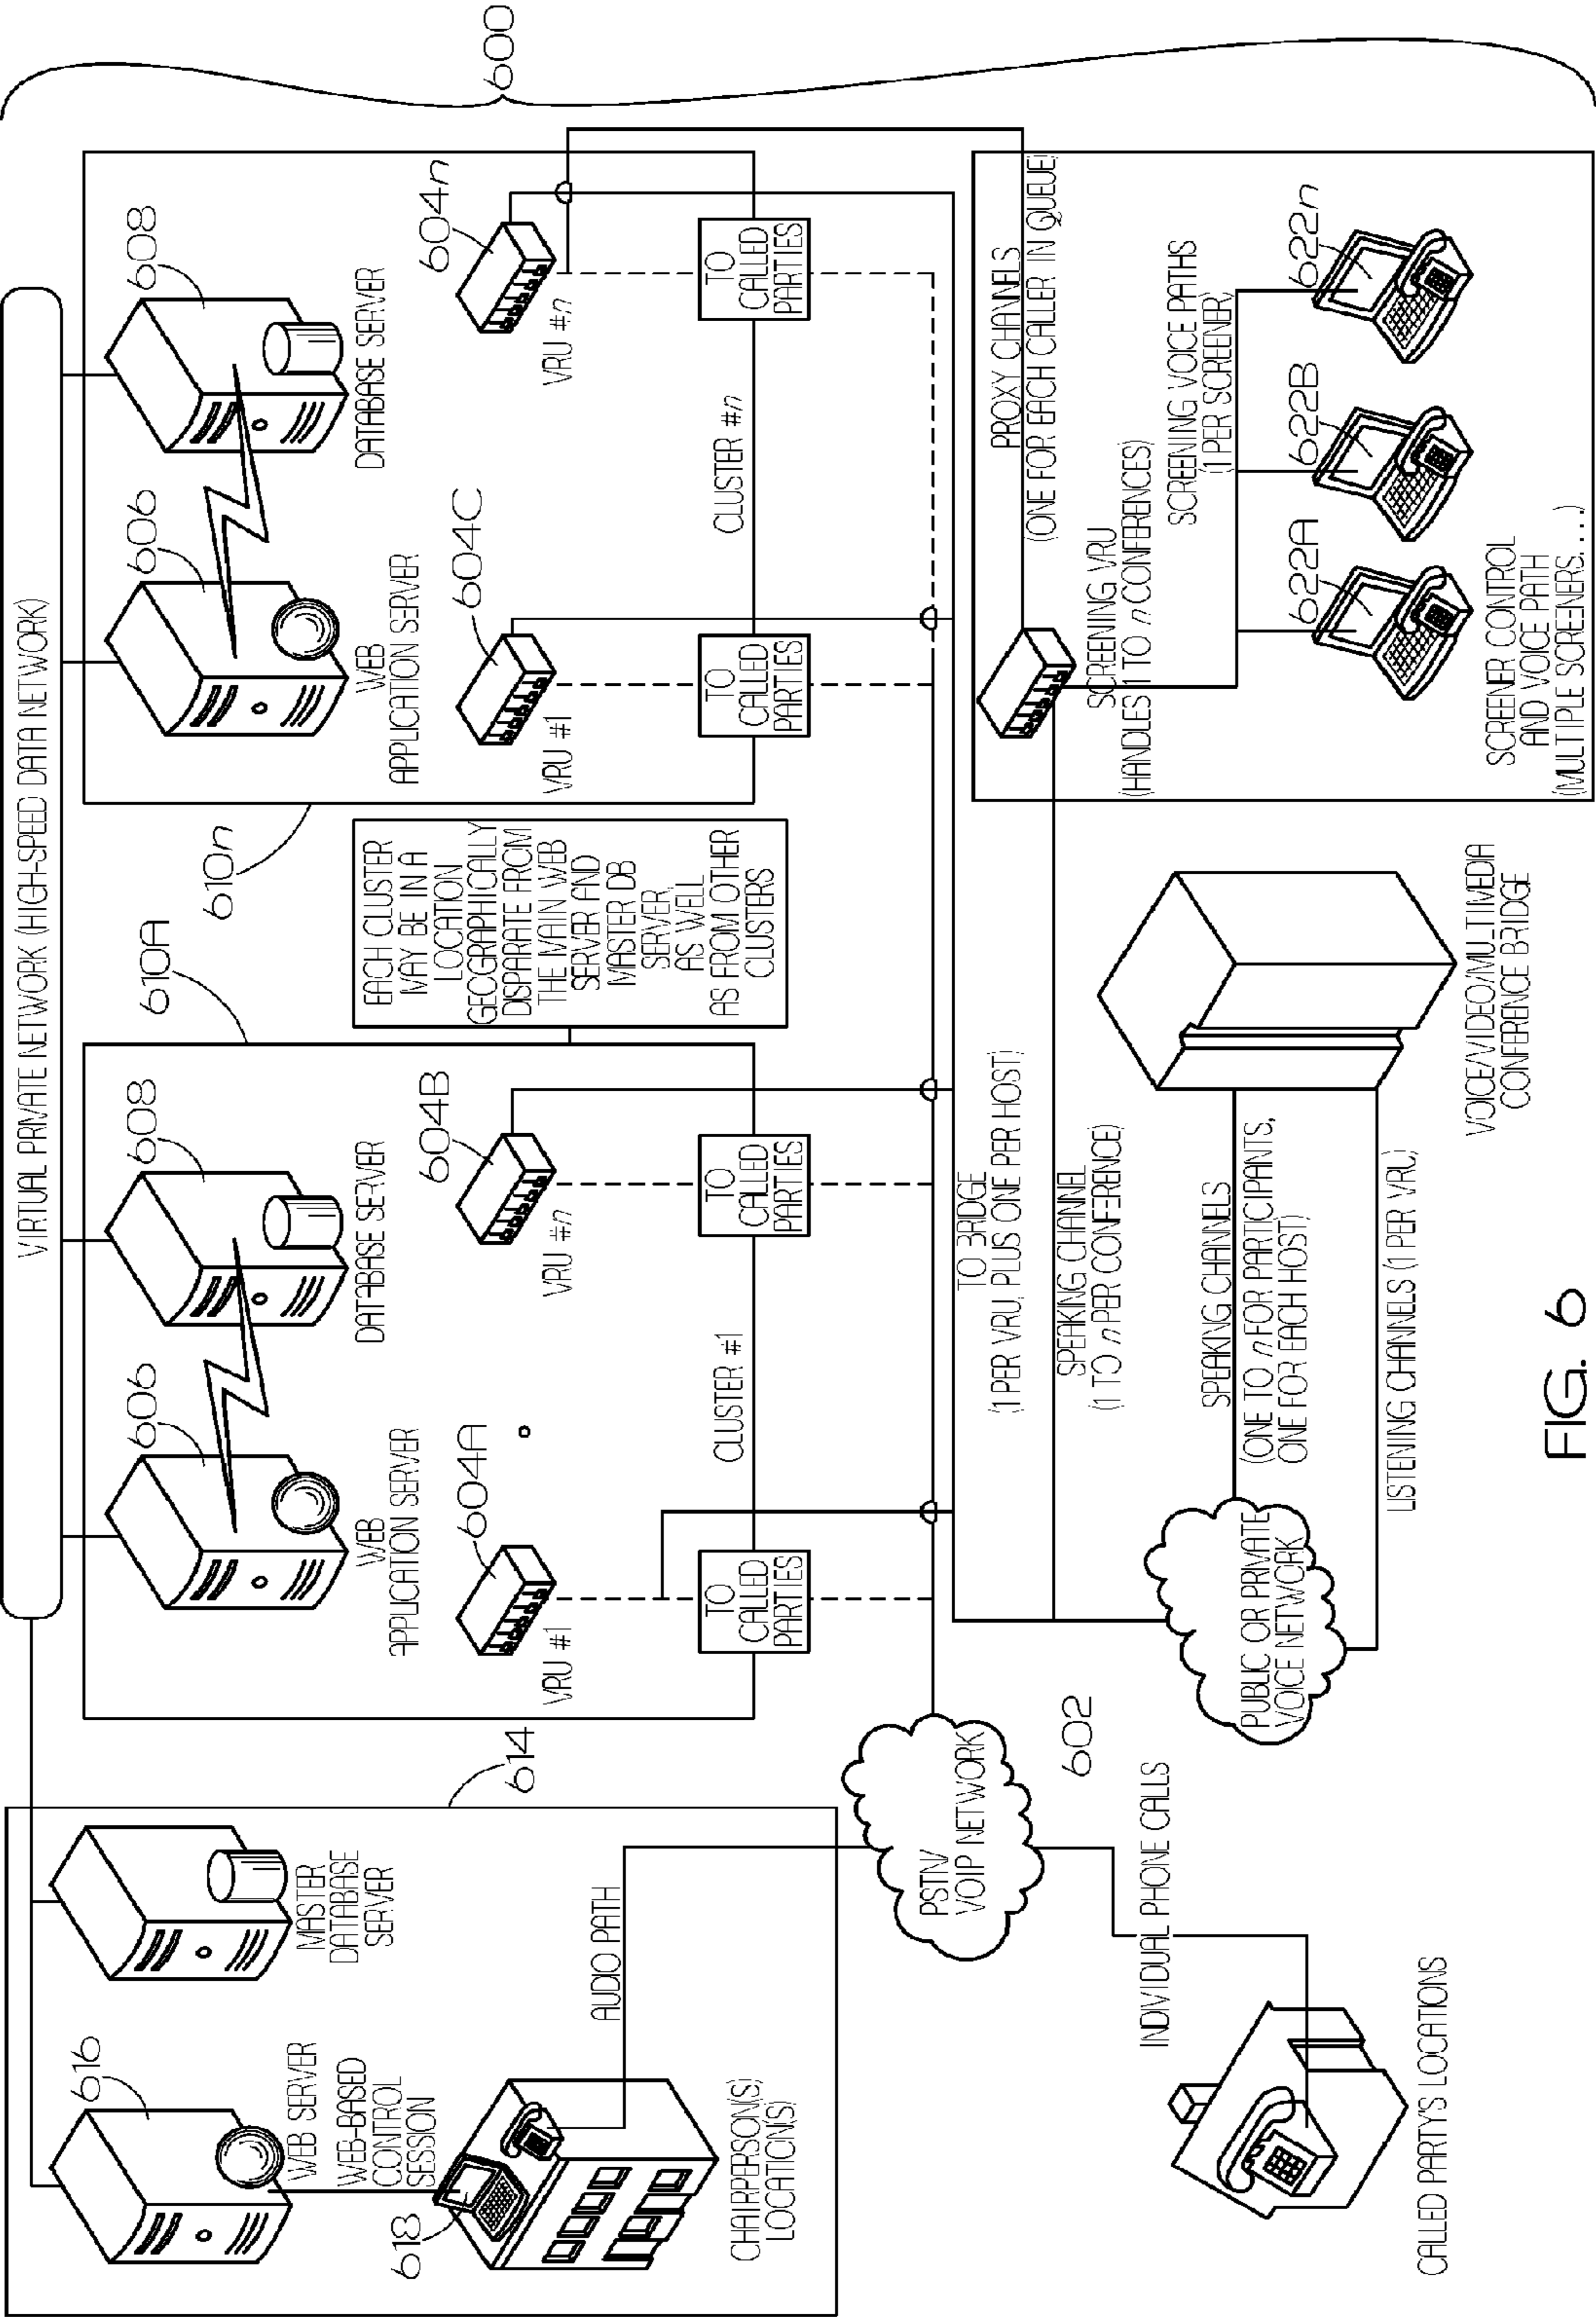 VIRTUAL PRIVATE NETWORK (HIGH-SPEED DATA NETWORK)
600
616
WEB SERVER
WEB-BASED
CONTROL
SESSION
618
CHAIRPERSON(S)
LOCATION(S)
MASTER
DATABASE
SERVER
614
AUDIO PATH
606
WEB
APPLICATION SERVER
608
DATABASE SERVER
610A
604A
VRU #1
604B
VRU #n
CLUSTER #1
TO
CALLED
PARTIES
TO
CALLED
PARTIES
EACH CLUSTER
MAY BE IN A
LOCATION
GEOGRAPHICALLY
DISPARATE FROM
THE MAIN WEB
SERVER AND
MASTER DB
SERVER,
AS WELL
AS FROM OTHER
CLUSTERS
610n
606
WEB
APPLICATION SERVER
608
DATABASE SERVER
604C
VRU #1
604n
VRU #n
CLUSTER #n
TO
CALLED
PARTIES
TO
CALLED
PARTIES
PSTN/
VOIP NETWORK
602
INDIVIDUAL PHONE CALLS
CALLED PARTY'S LOCATIONS
TO BRIDGE
(1 PER VRU, PLUS ONE PER HOST)
SPEAKING CHANNEL
(1 TO n PER CONFERENCE)
PUBLIC OR PRIVATE
VOICE NETWORK
SPEAKING CHANNELS
(ONE TO n FOR PARTICIPANTS,
ONE FOR EACH HOST)
LISTENING CHANNELS (1 PER VRU)
VOICE/VIDEO/MULTIMEDIA
CONFERENCE BRIDGE
PROXY CHANNELS
(ONE FOR EACH CALLER IN QUEUE)
SCREENING VRU
(HANDLES 1 TO n CONFERENCES)
SCREENING VOICE PATHS
(1 PER SCREENER)
622A
622B
622n
SCREENER CONTROL
AND VOICE PATH
(MULTIPLE SCREENERS...)
FIG. 6